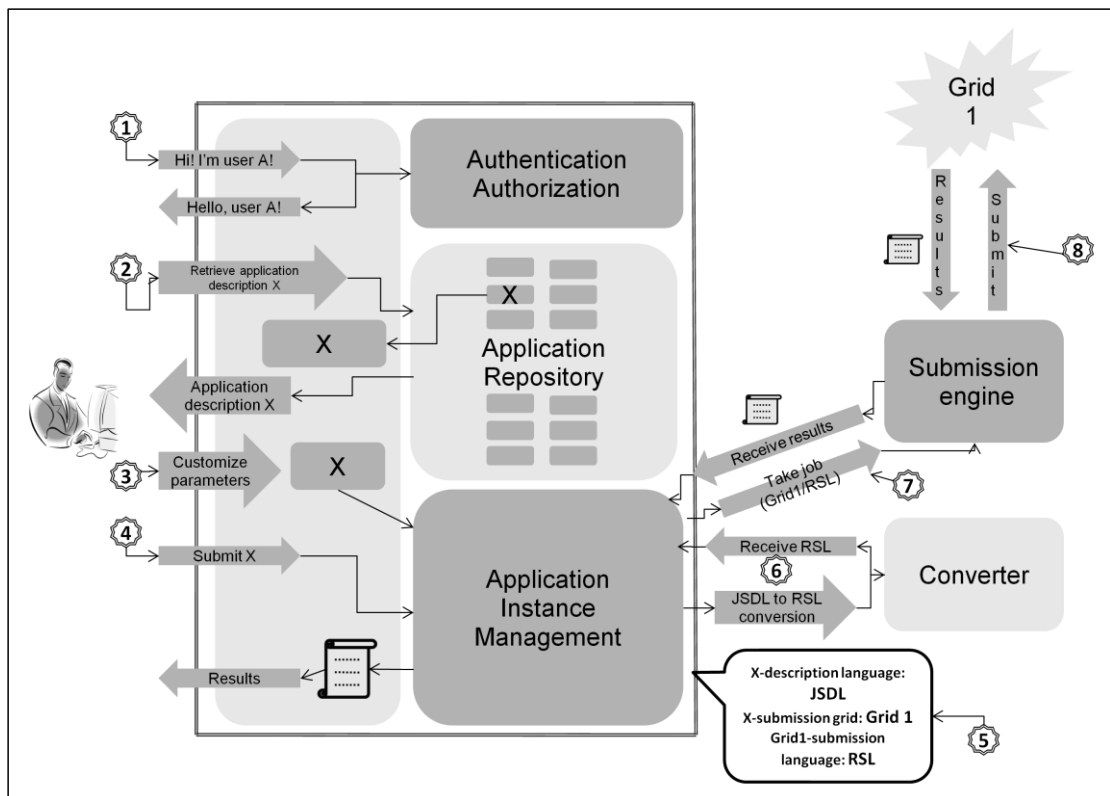 Grid
1
1
Hi! I'm user A!
Hello, user A!
Authentication
Authorization
Results
Submit
8
2
Retrieve application
description X
X
X
Application
Repository
Application
description X
Submission
engine
Receive results
Take job
(Grid1/RSL)
7
3
Customize
parameters
X
4
Submit X
Application
Instance
Management
Receive RSL
6
JSDL to RSL
conversion
Converter
Results
X-description language:
JSDL
X-submission grid: Grid 1
Grid1-submission
language: RSL
5